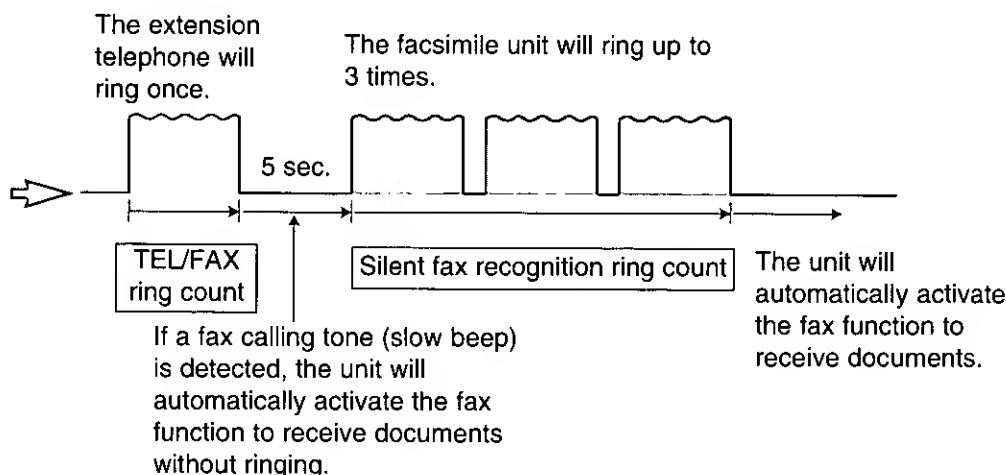 The extension
telephone will
ring once.
The facsimile unit will ring up to
3 times.
5 sec.
TEL/FAX
ring count
Silent fax recognition ring count
The unit will
automatically activate
the fax function to
receive documents.
If a fax calling tone (slow beep)
is detected, the unit will
automatically activate the fax
function to receive documents
without ringing.